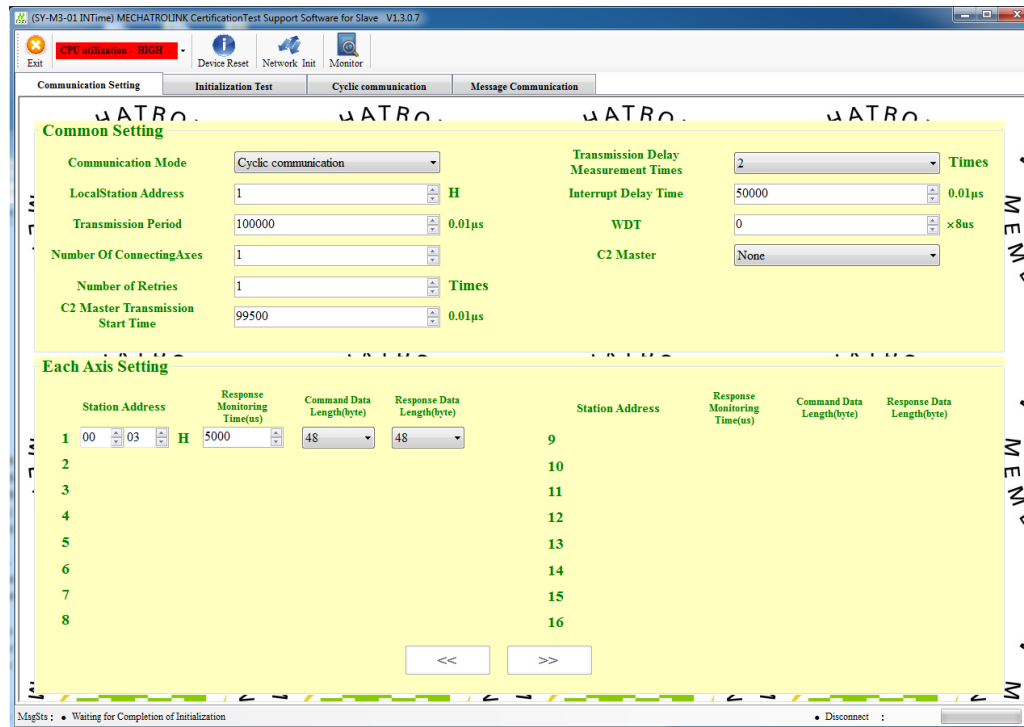 (SY-M3-01 INTime) MECHATROLINK CertificationTest Support Software for Slave V1.3.0.7
CPU utilization - HIGH -
Exit Device Reset Network Init Monitor
Communication Setting Initialization Test Cyclic communication Message Communication
HATRO HATRO HATRO HATRO
Common Setting
Communication Mode Cyclic communication
LocalStation Address 1 H
Transmission Period 100000 0.01µs
Number Of ConnectingAxes 1
Number of Retries 1 Times
C2 Master Transmission
Start Time 99500 0.01µs
Transmission Delay
Measurement Times 2 Times
Interrupt Delay Time 50000 0.01µs
WDT 0 ×8us
C2 Master None
Each Axis Setting
Station Address
Response
Monitoring
Time(us)
Command Data
Length(byte)
Response Data
Length(byte)
1 00 03 H 5000 48 48
2
3
4
5
6
7
8
Station Address
Response
Monitoring
Time(us)
Command Data
Length(byte)
Response Data
Length(byte)
9
10
11
12
13
14
15
16
<< >>
MsgSts : ● Waiting for Completion of Initialization ● Disconnect :